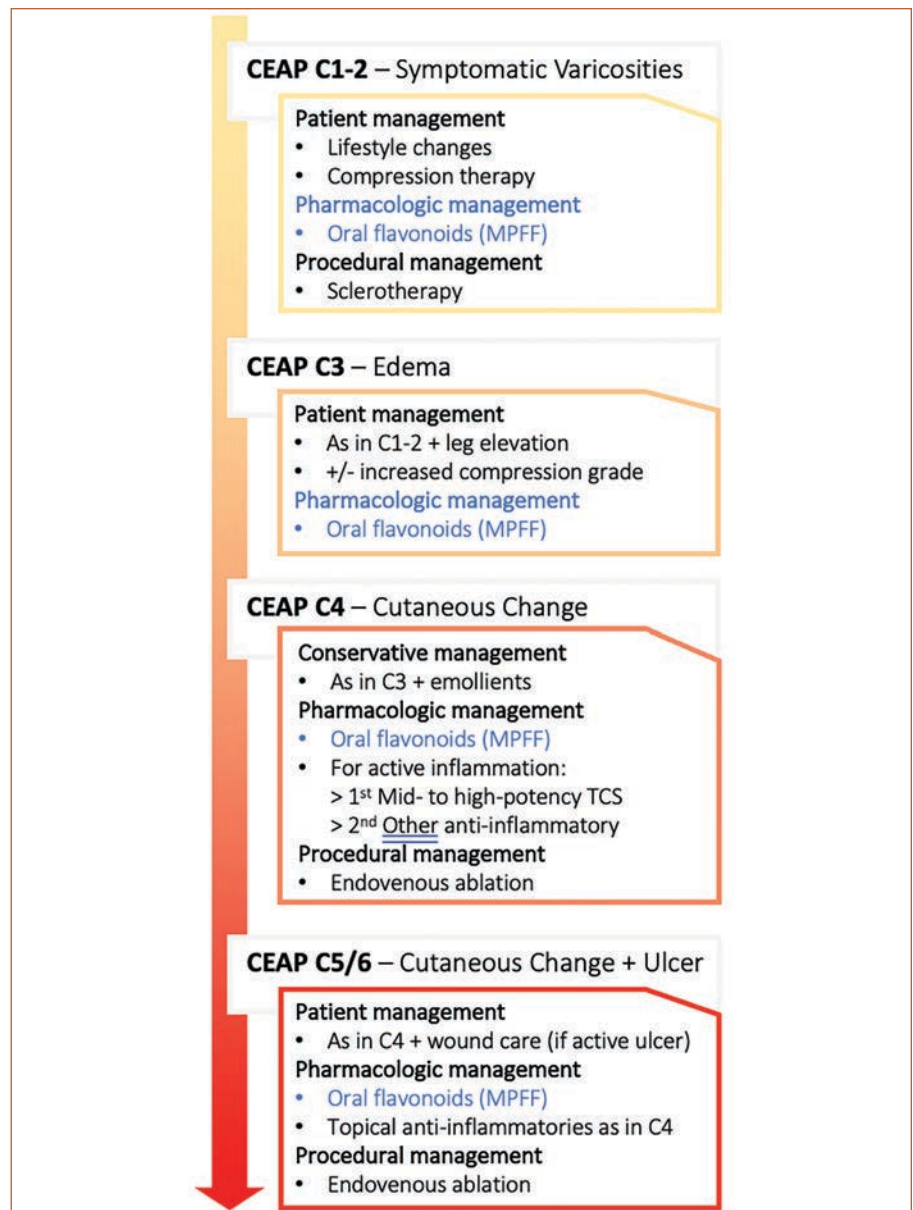 CEAP C1-2 – Symptomatic Varicosities
Patient management
• Lifestyle changes
• Compression therapy
Pharmacologic management
• Oral flavonoids (MPFF)
Procedural management
• Sclerotherapy
CEAP C3 – Edema
Patient management
• As in C1-2 + leg elevation
• +/- increased compression grade
Pharmacologic management
• Oral flavonoids (MPFF)
CEAP C4 – Cutaneous Change
Conservative management
• As in C3 + emollients
Pharmacologic management
• Oral flavonoids (MPFF)
• For active inflammation:
> 1st Mid- to high-potency TCS
> 2nd Other anti-inflammatory
Procedural management
• Endovenous ablation
CEAP C5/6 – Cutaneous Change + Ulcer
Patient management
• As in C4 + wound care (if active ulcer)
Pharmacologic management
• Oral flavonoids (MPFF)
• Topical anti-inflammatories as in C4
Procedural management
• Endovenous ablation